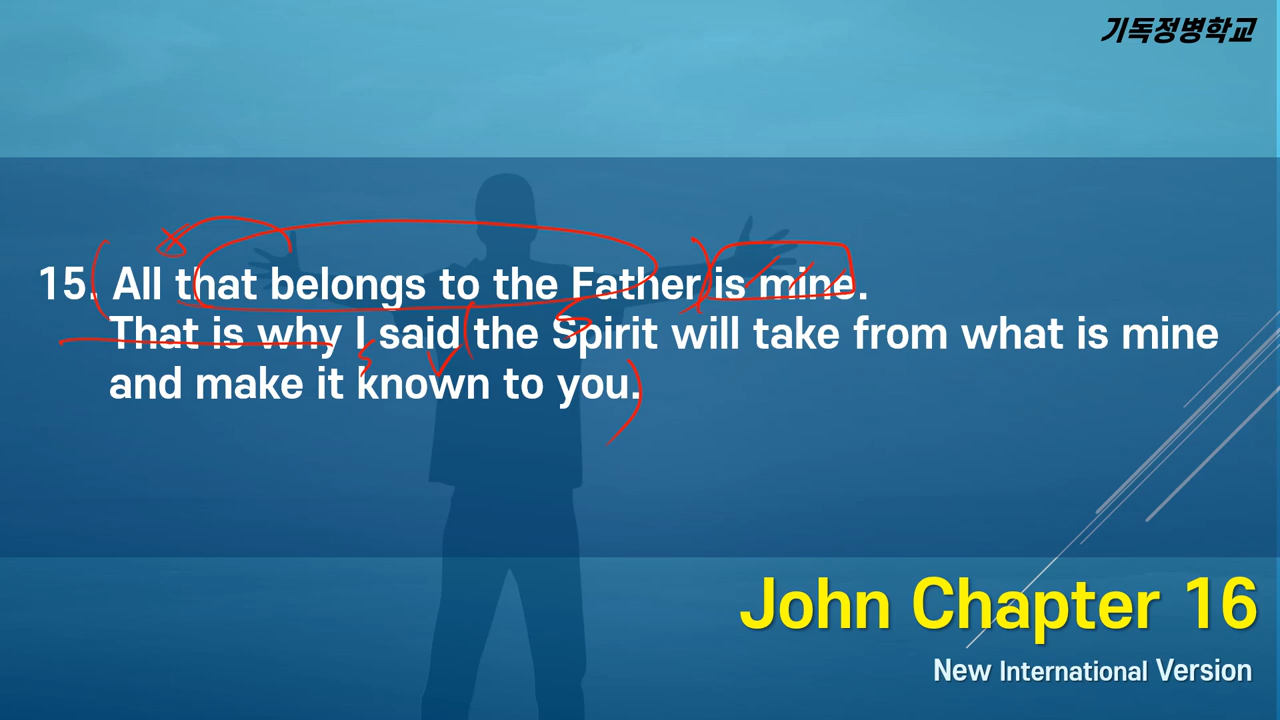 기독정병학교
15. All that belongs to the Father is mine.
That is why I said the Spirit will take from what is mine
and make it known to you.
John Chapter 16
New International Version